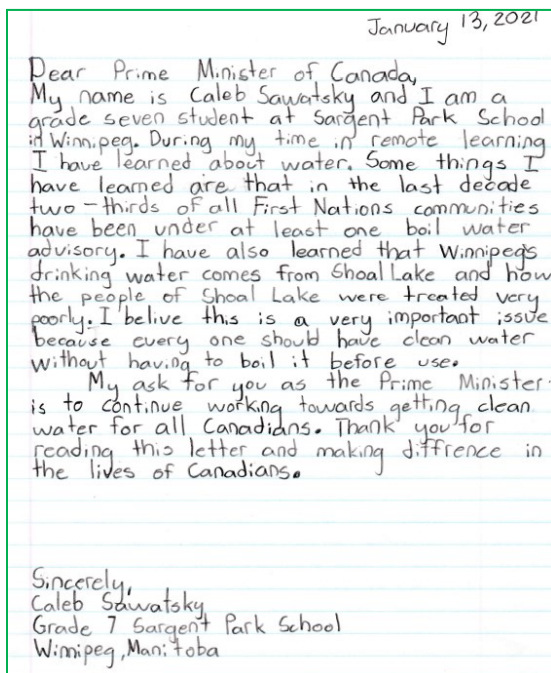 January 13, 2021
Dear Prime Minister of Canada,
My name is Caleb Sawatsky and I am a
grade seven student at Sargent Park School
in Winnipeg. During my time in remote learning
I have learned about water. Some things I
have learned are that in the last decade
two-thirds of all First Nations communities
have been under at least one boil water
advisory. I have also learned that Winnipeg's
drinking water comes from Shoal Lake and how
the people of Shoal Lake were treated very
poorly. I belive this is a very important issue
because every one should have clean water
without having to boil it before use.
My ask for you as the Prime Minister
is to continue working towards getting clean
water for all Canadians. Thank you for
reading this letter and making diffrence in
the lives of Canadians.
Sincerely,
Caleb Sawatsky
Grade 7 Sargent Park School
Winnipeg, Manitoba